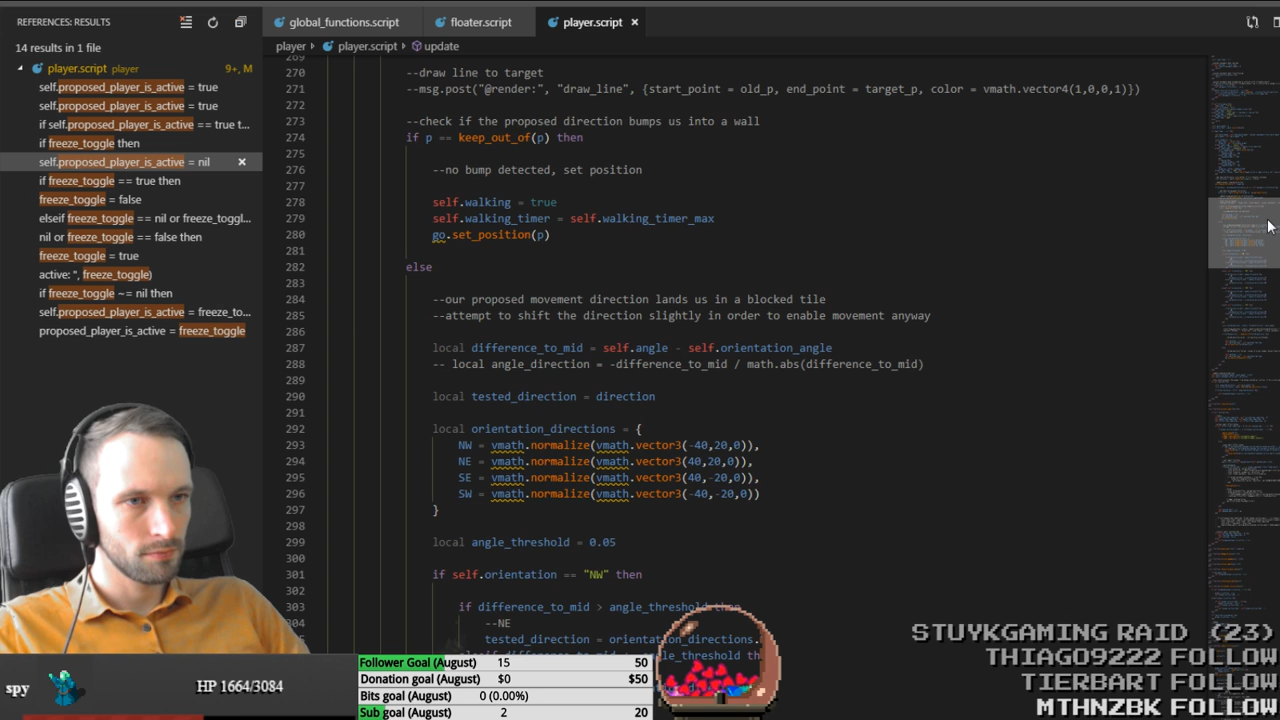 REFERENCES: RESULTS
14 results in 1 file
player.script player 9+, M
self.proposed_player_is_active = true
self.proposed_player_is_active = true
if self.proposed_player_is_active == true t...
if freeze_toggle then
self.proposed_player_is_active = nil
if freeze_toggle == true then
freeze_toggle = false
elseif freeze_toggle == nil or freeze_toggl...
nil or freeze_toggle == false then
freeze_toggle = true
active: ", freeze_toggle)
if freeze_toggle ~= nil then
self.proposed_player_is_active = freeze_to...
proposed_player_is_active = freeze_toggle
global_functions.script
floater.script
player.script
player player.script update
269
270 --draw line to target
271 --msg.post("@render:", "draw_line", {start_point = old_p, end_point = target_p, color = vmath.vector4(1,0,0,1)})
272
273 --check if the proposed direction bumps us into a wall
274 if p == keep_out_of(p) then
275
276 --no bump detected, set position
277
278 self.walking = true
279 self.walking_timer = self.walking_timer_max
280 go.set_position(p)
281
282 else
283
284 --our proposed movement direction lands us in a blocked tile
285 --attempt to shift the direction slightly in order to enable movement anyway
286
287 local difference_to_mid = self.angle - self.orientation_angle
288 -- local angle_direction = -difference_to_mid / math.abs(difference_to_mid)
289
290 local tested_direction = direction
291
292 local orientation_directions = {
293 NW = vmath.normalize(vmath.vector3(-40,20,0)),
294 NE = vmath.normalize(vmath.vector3(40,20,0)),
295 SE = vmath.normalize(vmath.vector3(40,-20,0)),
296 SW = vmath.normalize(vmath.vector3(-40,-20,0))
297 }
298
299 local angle_threshold = 0.05
300
301 if self.orientation == "NW" then
302
303 if difference_to_mid > angle_threshold then
304 --NE
305 tested_direction = orientation_directions.
STUYKGAMING RAID (23)
THIAGOP2X2 FOLLOW
TIERBART FOLLOW
MTHNZBK FOLLOW
spy HP 1664/3084
Follower Goal (August) 15 50
Donation goal (August) $0 $50
Bits goal (August) 0 (0.00%)
Sub goal (August) 2 20